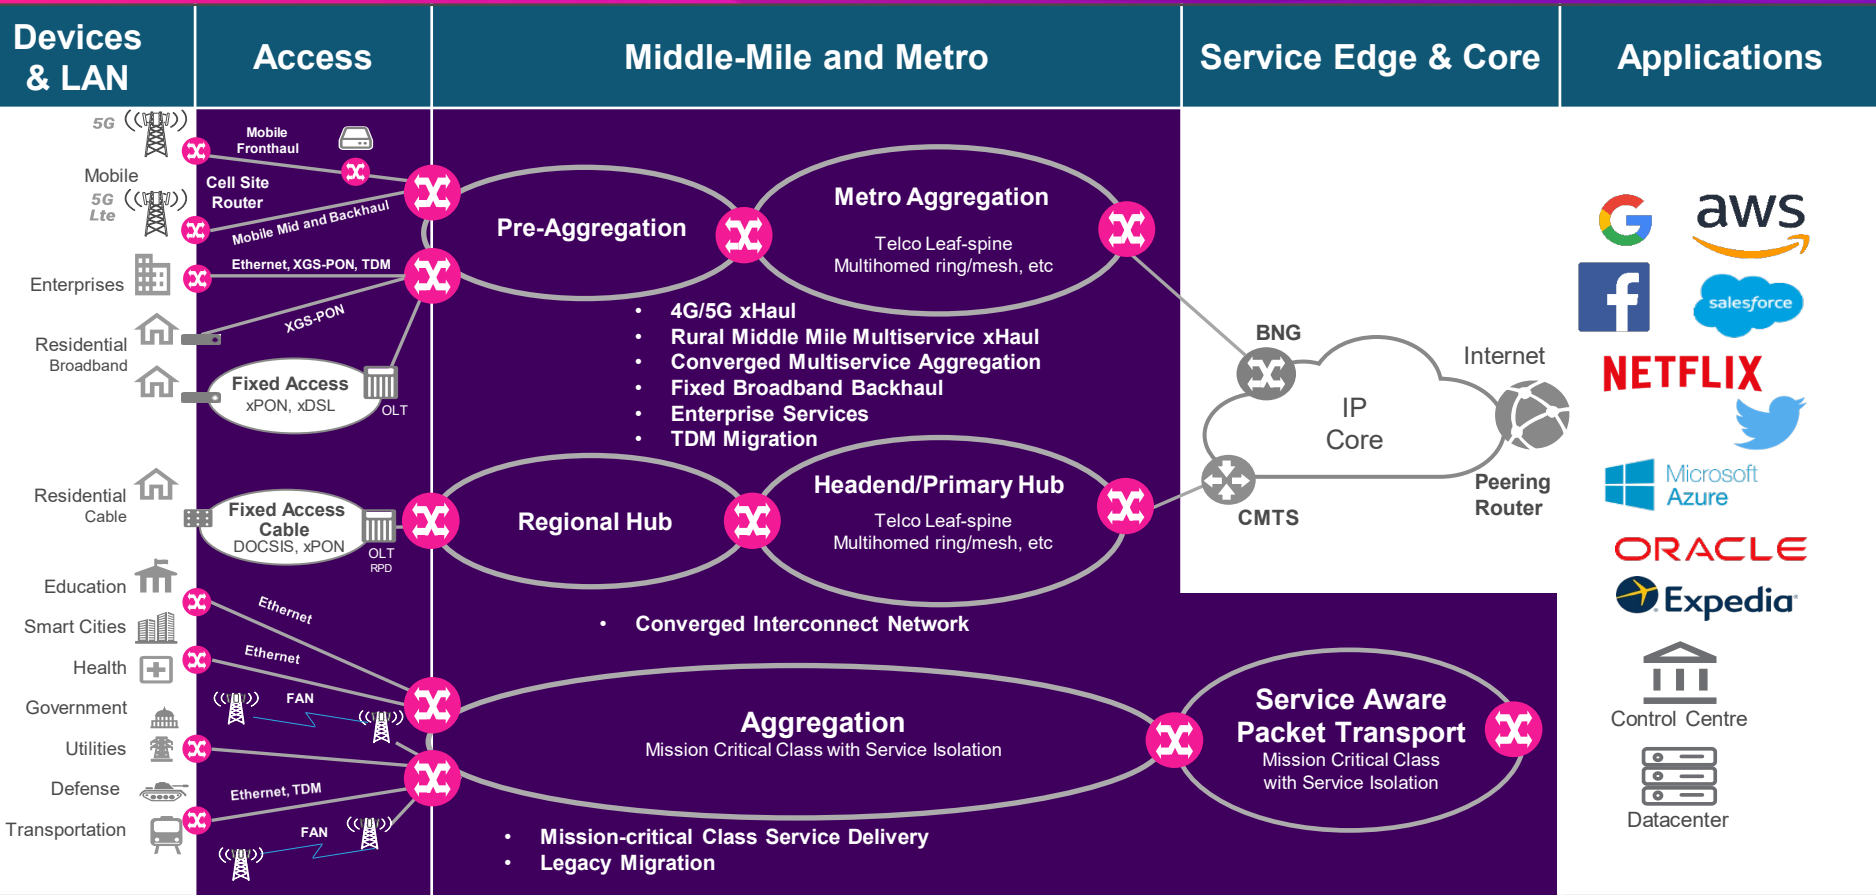 Devices
& LAN
Access
Middle-Mile and Metro
Service Edge & Core
Applications
5G
Mobile
5G
Lte
Enterprises
Residential
Broadband
Residential
Cable
Education
Smart Cities
Health
Government
Utilities
Defense
Transportation
Mobile
Fronthaul
Cell Site
Router
Mobile Mid and Backhaul
Ethernet, XGS-PON, TDM
XGS-PON
Fixed Access
xPON, xDSL
OLT
Fixed Access
Cable
DOCSIS, xPON
OLT
RPD
Ethernet
Ethernet
FAN
Ethernet, TDM
FAN
Pre-Aggregation
Metro Aggregation
Telco Leaf-spine
Multihomed ring/mesh, etc
• 4G/5G xHaul
• Rural Middle Mile Multiservice xHaul
• Converged Multiservice Aggregation
• Fixed Broadband Backhaul
• Enterprise Services
• TDM Migration
Regional Hub
Headend/Primary Hub
Telco Leaf-spine
Multihomed ring/mesh, etc
• Converged Interconnect Network
Aggregation
Mission Critical Class with Service Isolation
• Mission-critical Class Service Delivery
• Legacy Migration
Service Aware
Packet Transport
Mission Critical Class
with Service Isolation
BNG
IP
Core
CMTS
Internet
Peering
Router
G
aws
f
salesforce
NETFLIX
Microsoft
Azure
ORACLE
Expedia
Control Centre
Datacenter